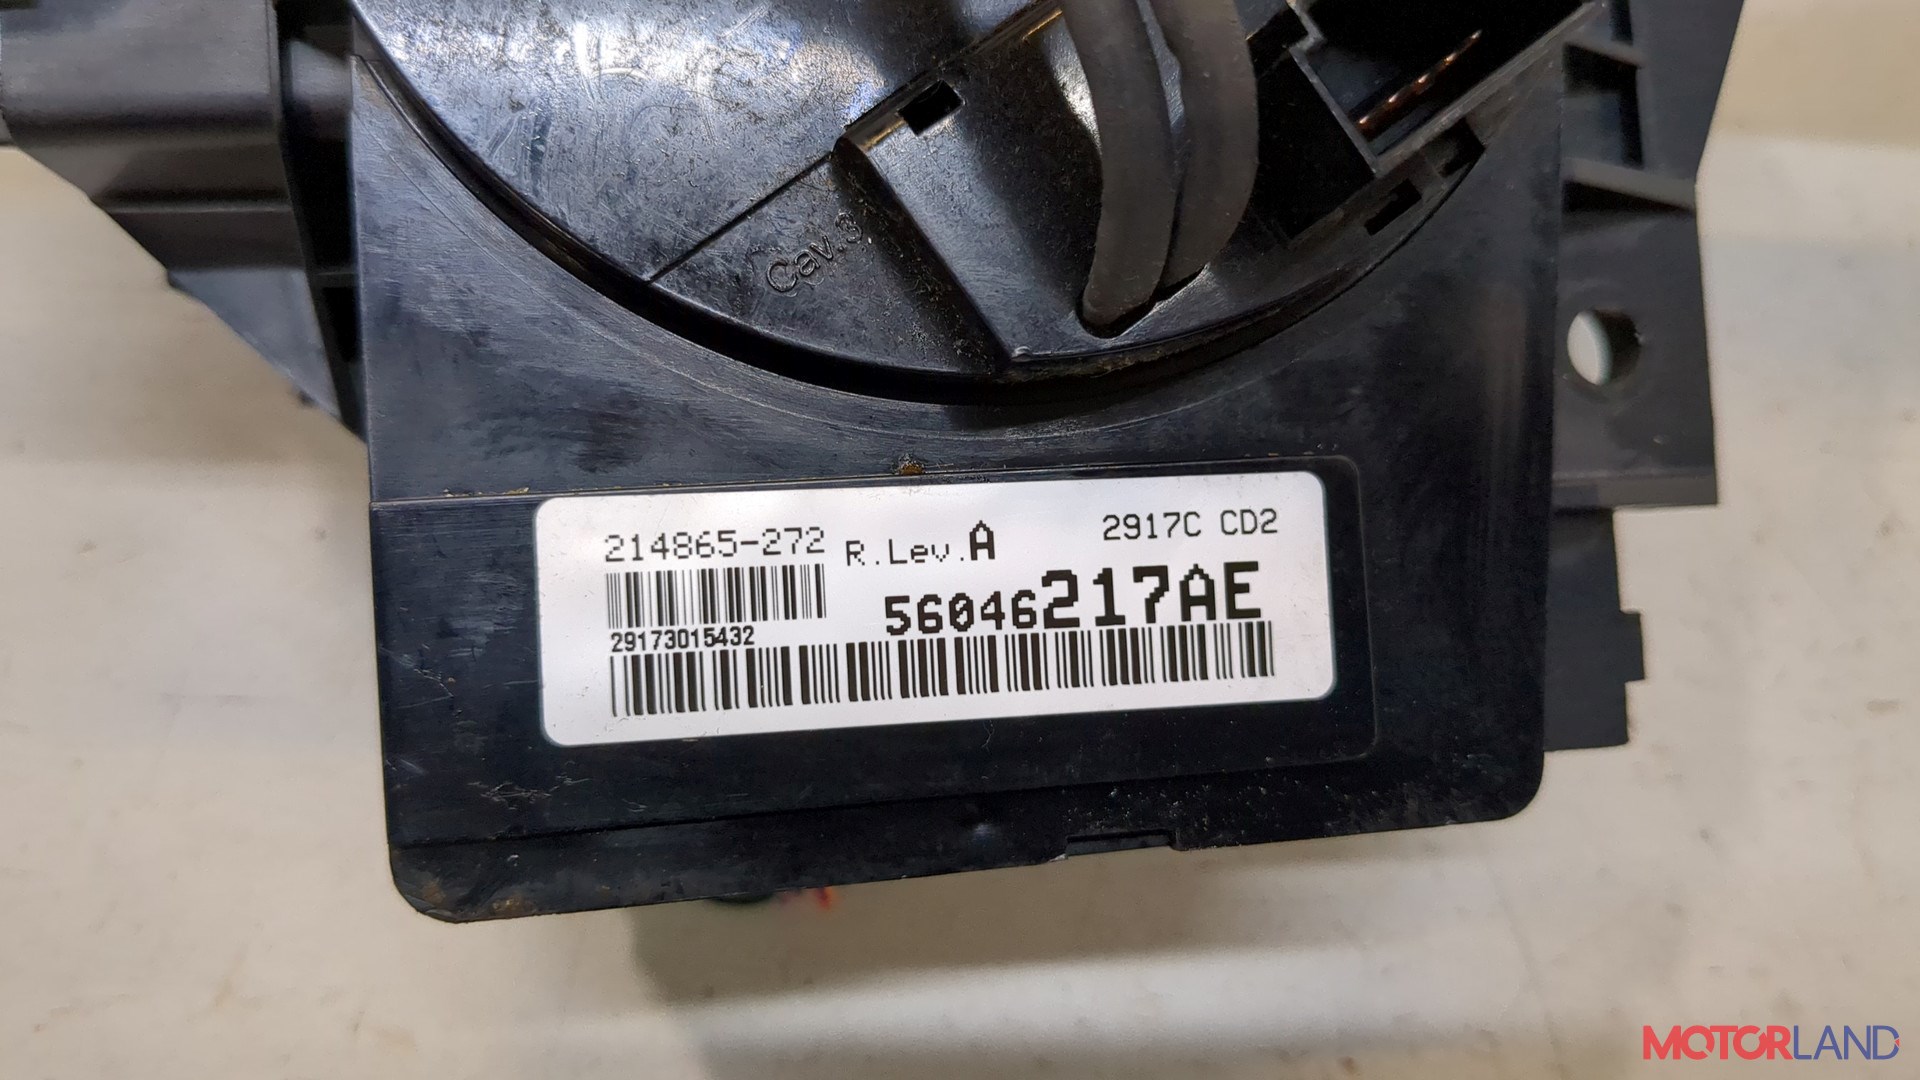 Cav.3
214865-272
R.Lev.A
2917C CD2
56046217AE
29173015432
MOTORLAND